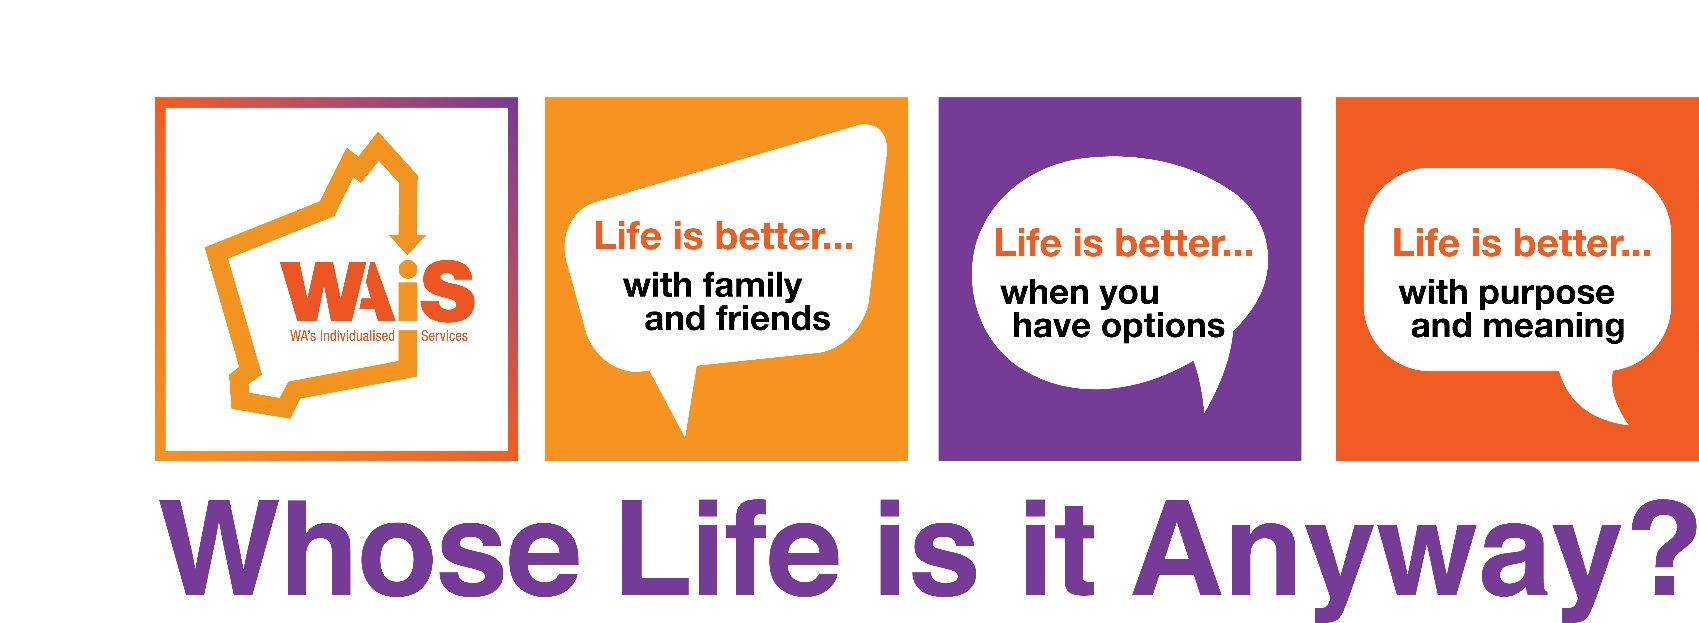 WAiS
WA's Individualised Services
Life is better...
with family
and friends
Life is better...
when you
have options
Life is better...
with purpose
and meaning
Whose Life is it Anyway?